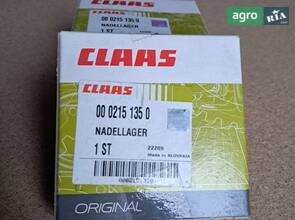 agro RIA
CLAAS
CLAAS
00 0215 135 0
NADELLAGER
1 ST
22209
Made in SLOVAKIA
ORIGINAL